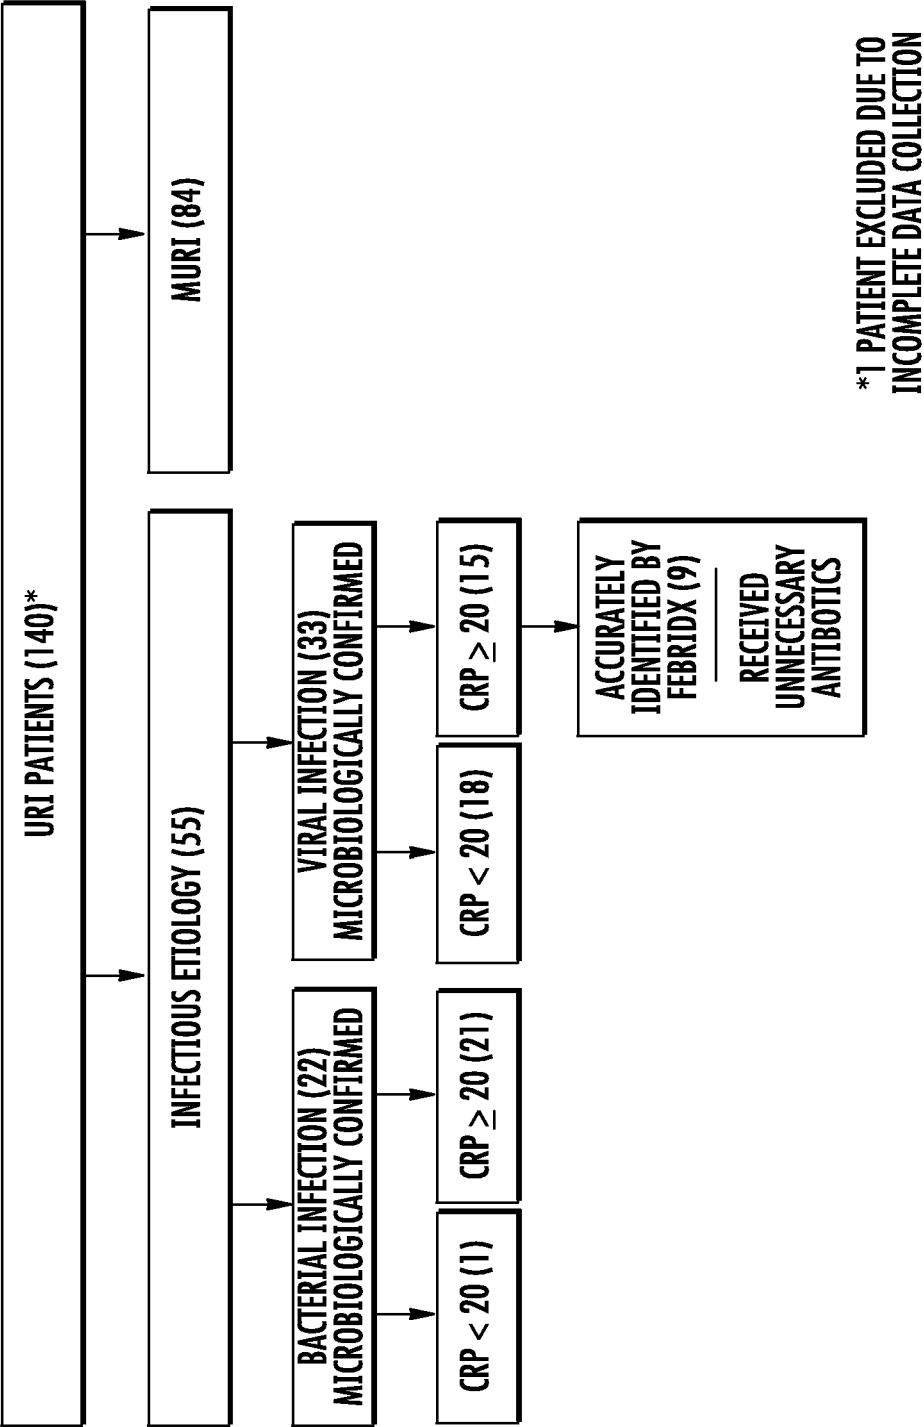 URI PATIENTS (140)*
INFECTIOUS ETIOLOGY (55)
MURI (84)
BACTERIAL INFECTION (22)
MICROBIOLOGICALLY CONFIRMED
VIRAL INFECTION (33)
MICROBIOLOGICALLY CONFIRMED
CRP < 20 (1)
CRP ≥ 20 (21)
CRP < 20 (18)
CRP ≥ 20 (15)
ACCURATELY
IDENTIFIED BY
FEBRIDX (9)
RECEIVED
UNNECESSARY
ANTIBOTICS
*1 PATIENT EXCLUDED DUE TO
INCOMPLETE DATA COLLECTION